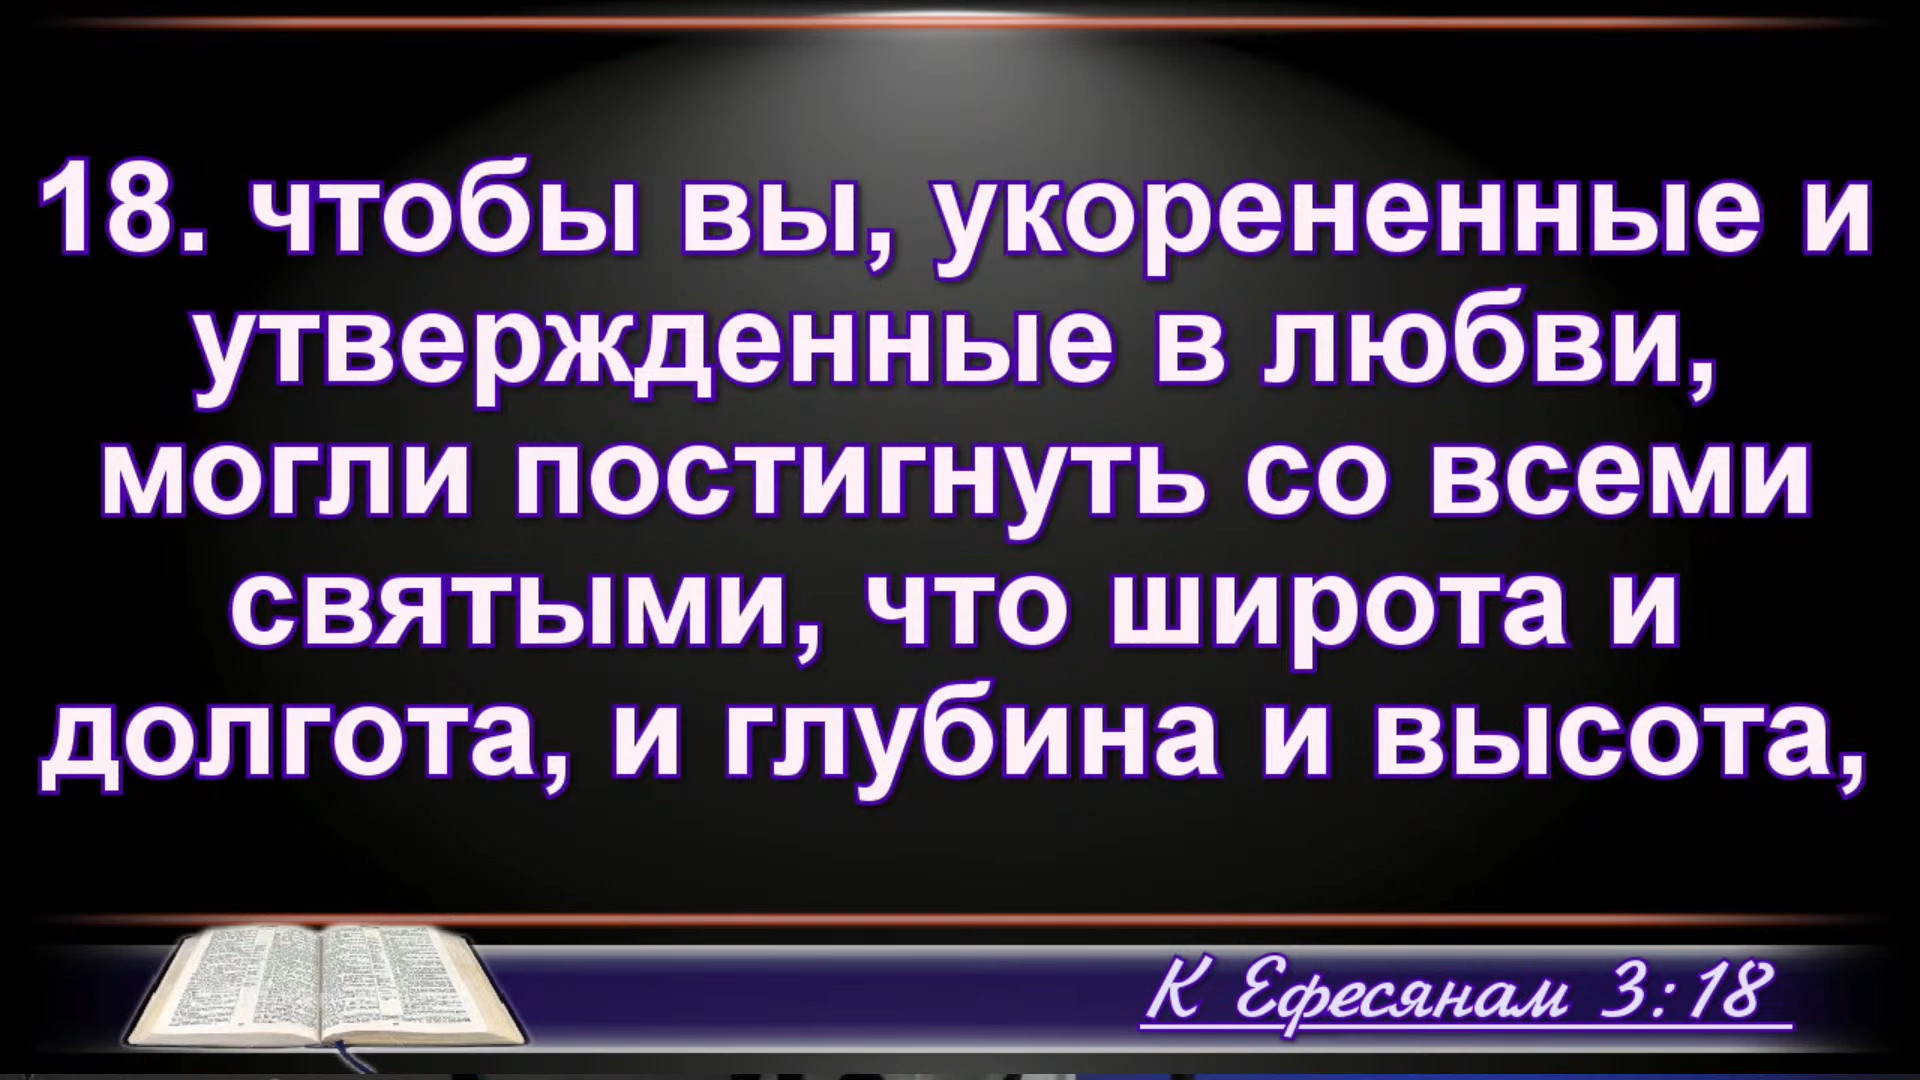 18. чтобы вы, укорененные и
утвержденные в любви,
могли постигнуть со всеми
святыми, что широта и
долгота, и глубина и высота,
К Ефесянам 3:18